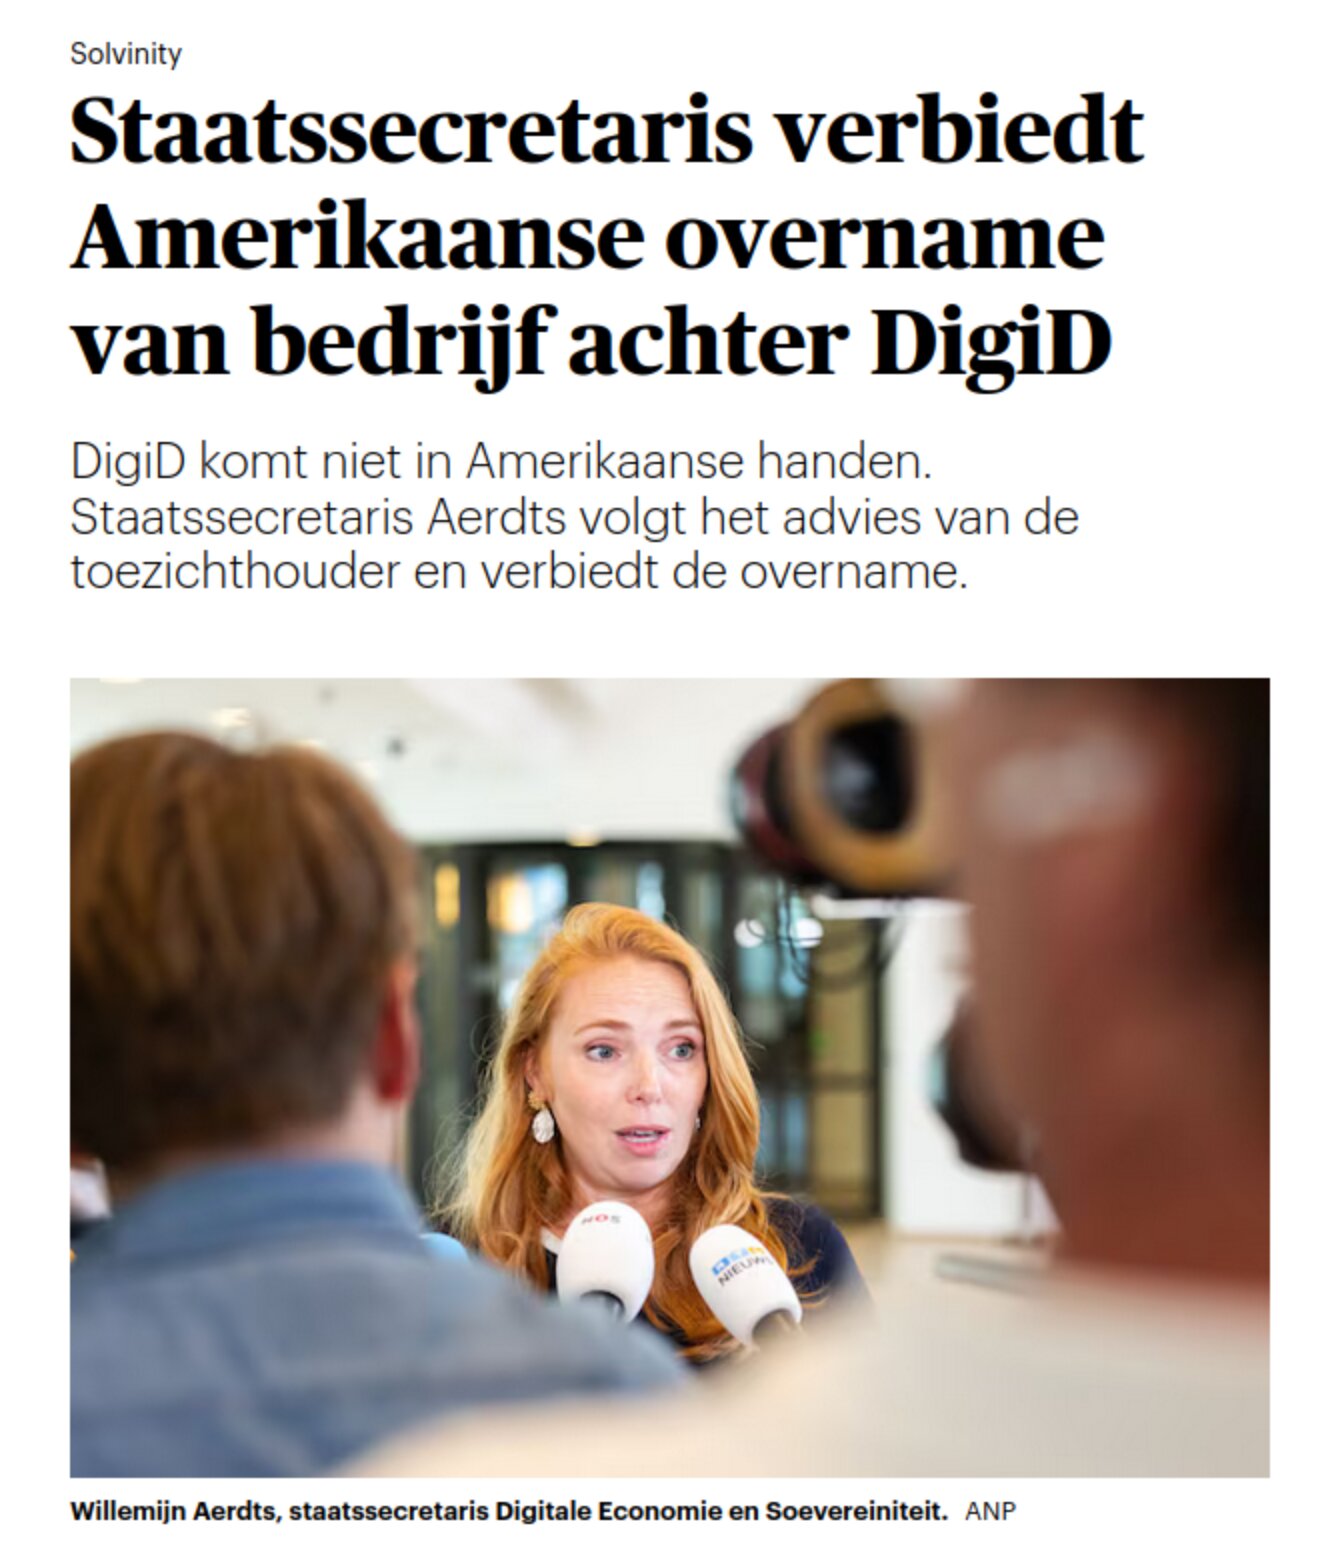 Solvinity
Staatssecretaris verbiedt
Amerikaanse overname
van bedrijf achter DigiD
DigiD komt niet in Amerikaanse handen.
Staatssecretaris Aerdts volgt het advies van de
toezichthouder en verbiedt de overname.
NOS
NIEUWS
Willemijn Aerdts, staatssecretaris Digitale Economie en Soevereiniteit. ANP